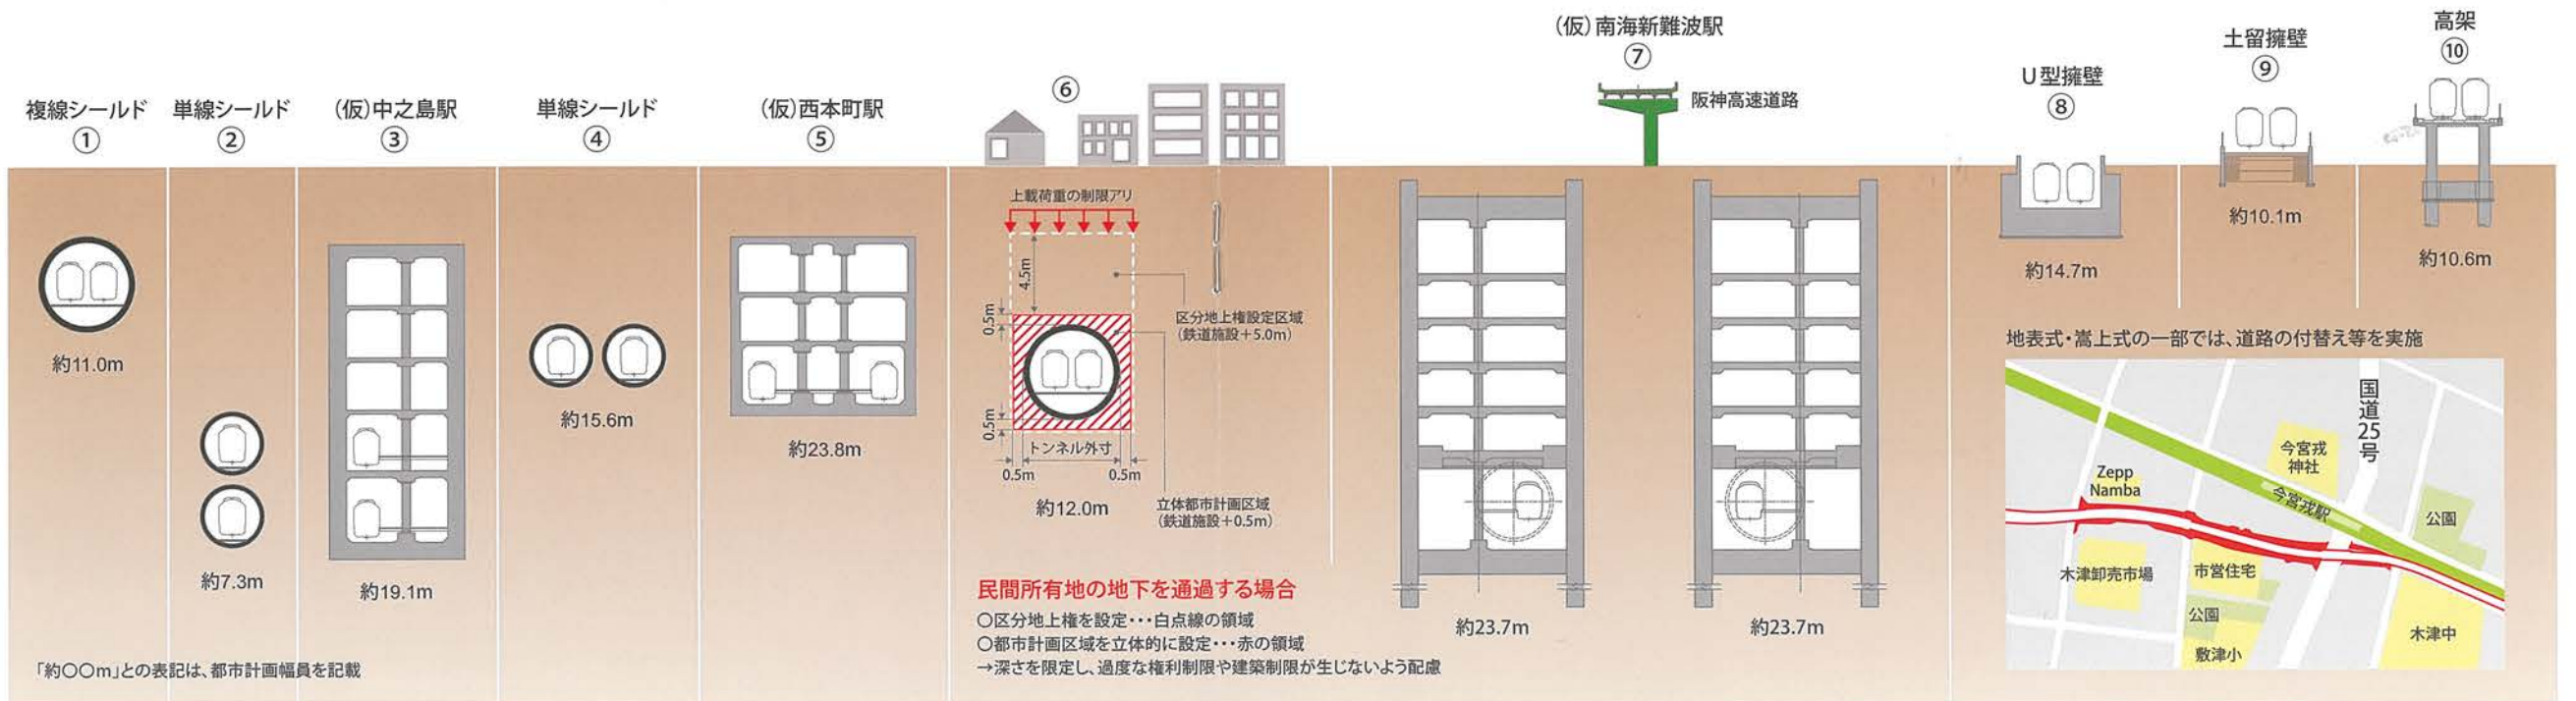 複線シールド
①
約11.0m
単線シールド
②
約7.3m
(仮)中之島駅
③
約19.1m
単線シールド
④
約15.6m
(仮)西本町駅
⑤
約23.8m
⑥
上載荷重の制限アリ
4.5m
0.5m
区分地上権設定区域
(鉄道施設+5.0m)
0.5m
トンネル外寸
0.5m
0.5m
約12.0m
立体都市計画区域
(鉄道施設+0.5m)
民間所有地の地下を通過する場合
○区分地上権を設定・・・白点線の領域
○都市計画区域を立体的に設定・・・赤の領域
→深さを限定し、過度な権利制限や建築制限が生じないよう配慮
(仮)南海新難波駅
⑦
阪神高速道路
約23.7m
約23.7m
U型擁壁
⑧
約14.7m
土留擁壁
⑨
約10.1m
高架
⑩
約10.6m
地表式・嵩上式の一部では、道路の付替え等を実施
国道25号
今宮戎
神社
Zepp
Namba
今宮戎駅
公園
木津卸売市場
市営住宅
公園
木津中
敷津小
「約○○m」との表記は、都市計画幅員を記載